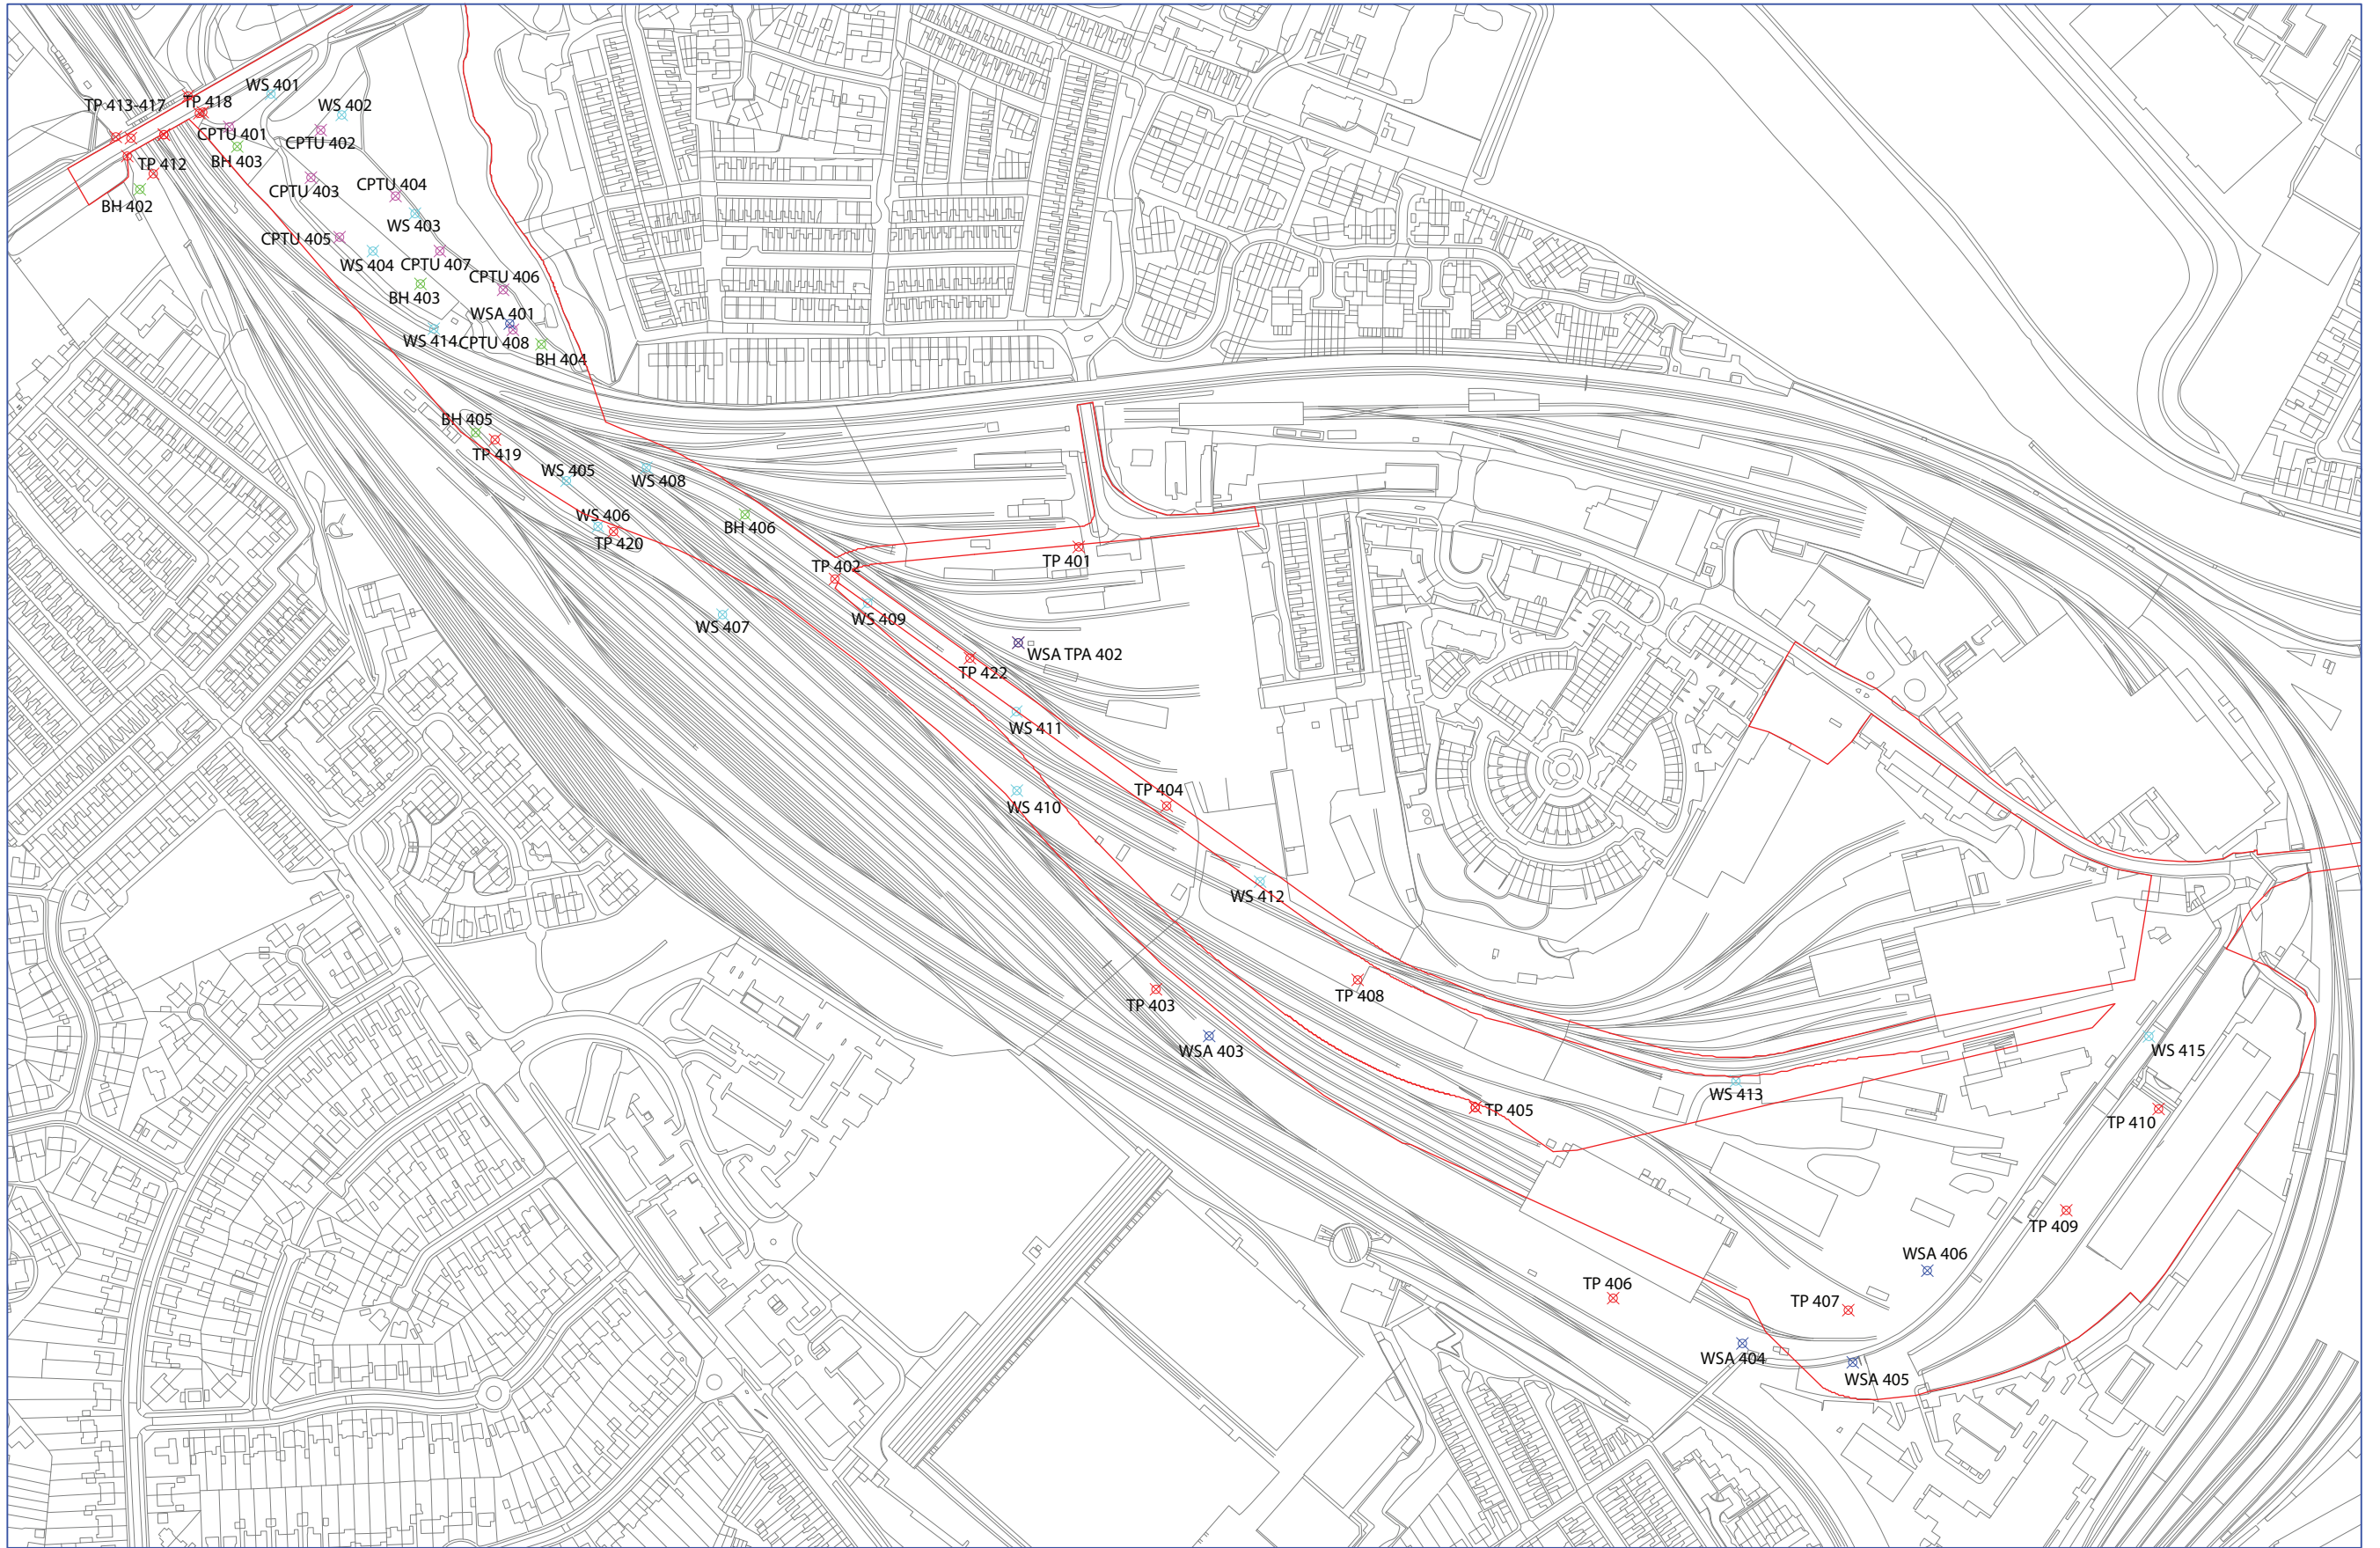 WS 401
TP 413-417
TP 418
WS 402
CPTU 401
CPTU 402
BH 403
TP 412
CPTU 403
CPTU 404
BH 402
WS 403
CPTU 405
WS 404
CPTU 407
CPTU 406
BH 403
WSA 401
WS 414
CPTU 408
BH 404
BH 405
TP 419
WS 405
WS 408
WS 406
BH 406
TP 420
TP 401
TP 402
WS 409
WS 407
WSA TPA 402
TP 422
WS 411
TP 404
WS 410
WS 412
TP 408
TP 403
WSA 403
WS 415
WS 413
TP 405
TP 410
TP 409
WSA 406
TP 406
TP 407
WSA 404
WSA 405